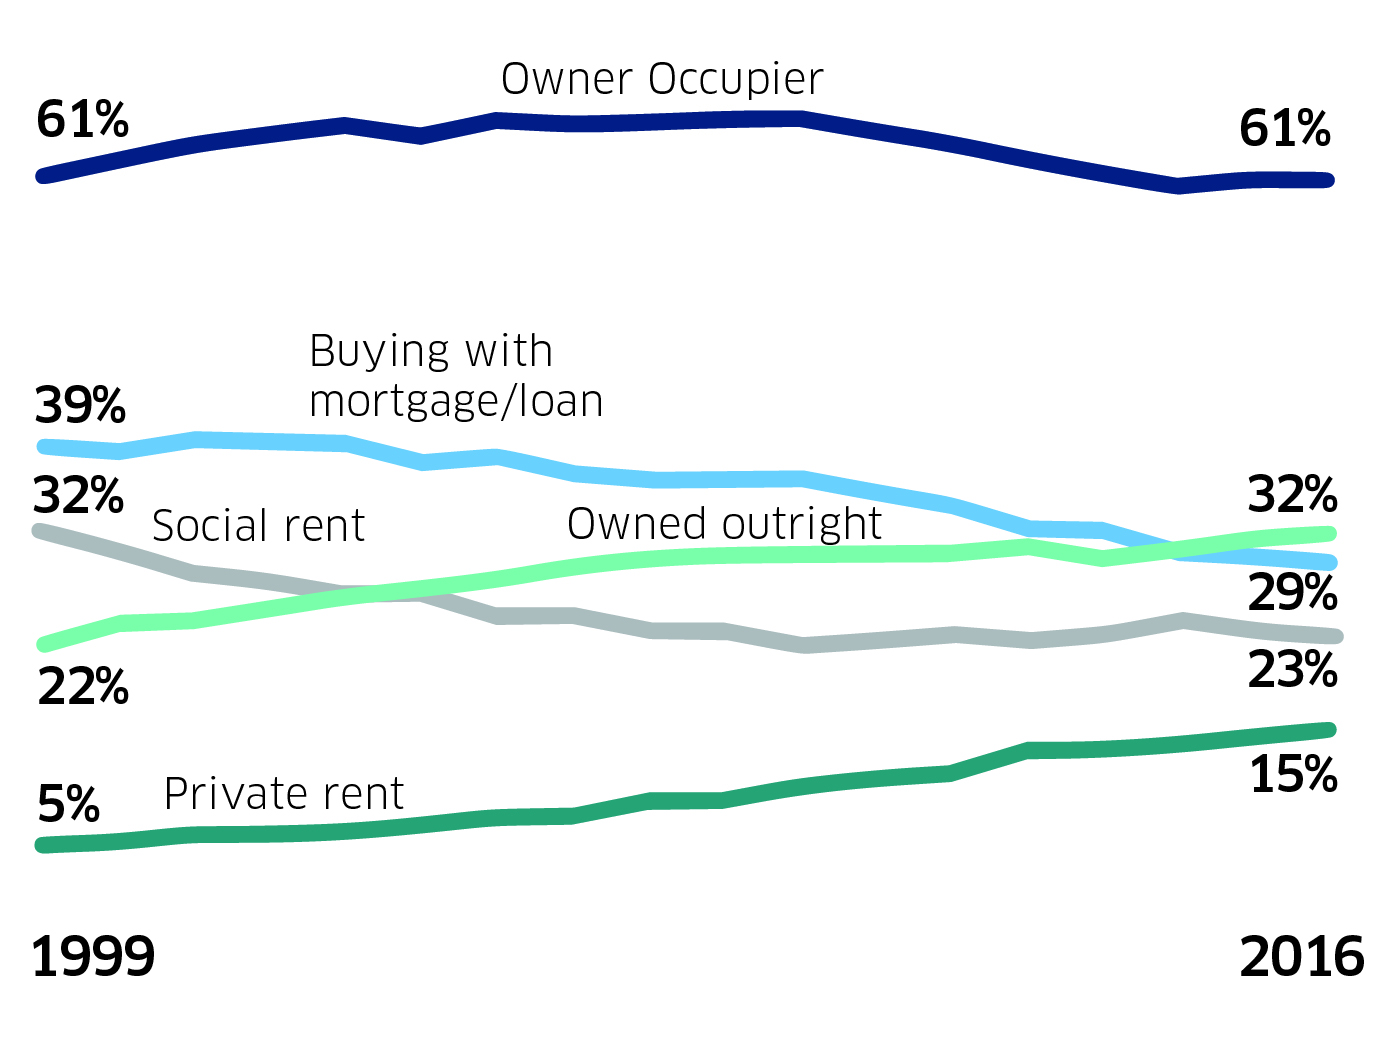 Owner Occupier
61%
61%
Buying with
mortgage/loan
39%
32%
Social rent
Owned outright
32%
29%
22%
23%
Private rent
5%
15%
1999
2016